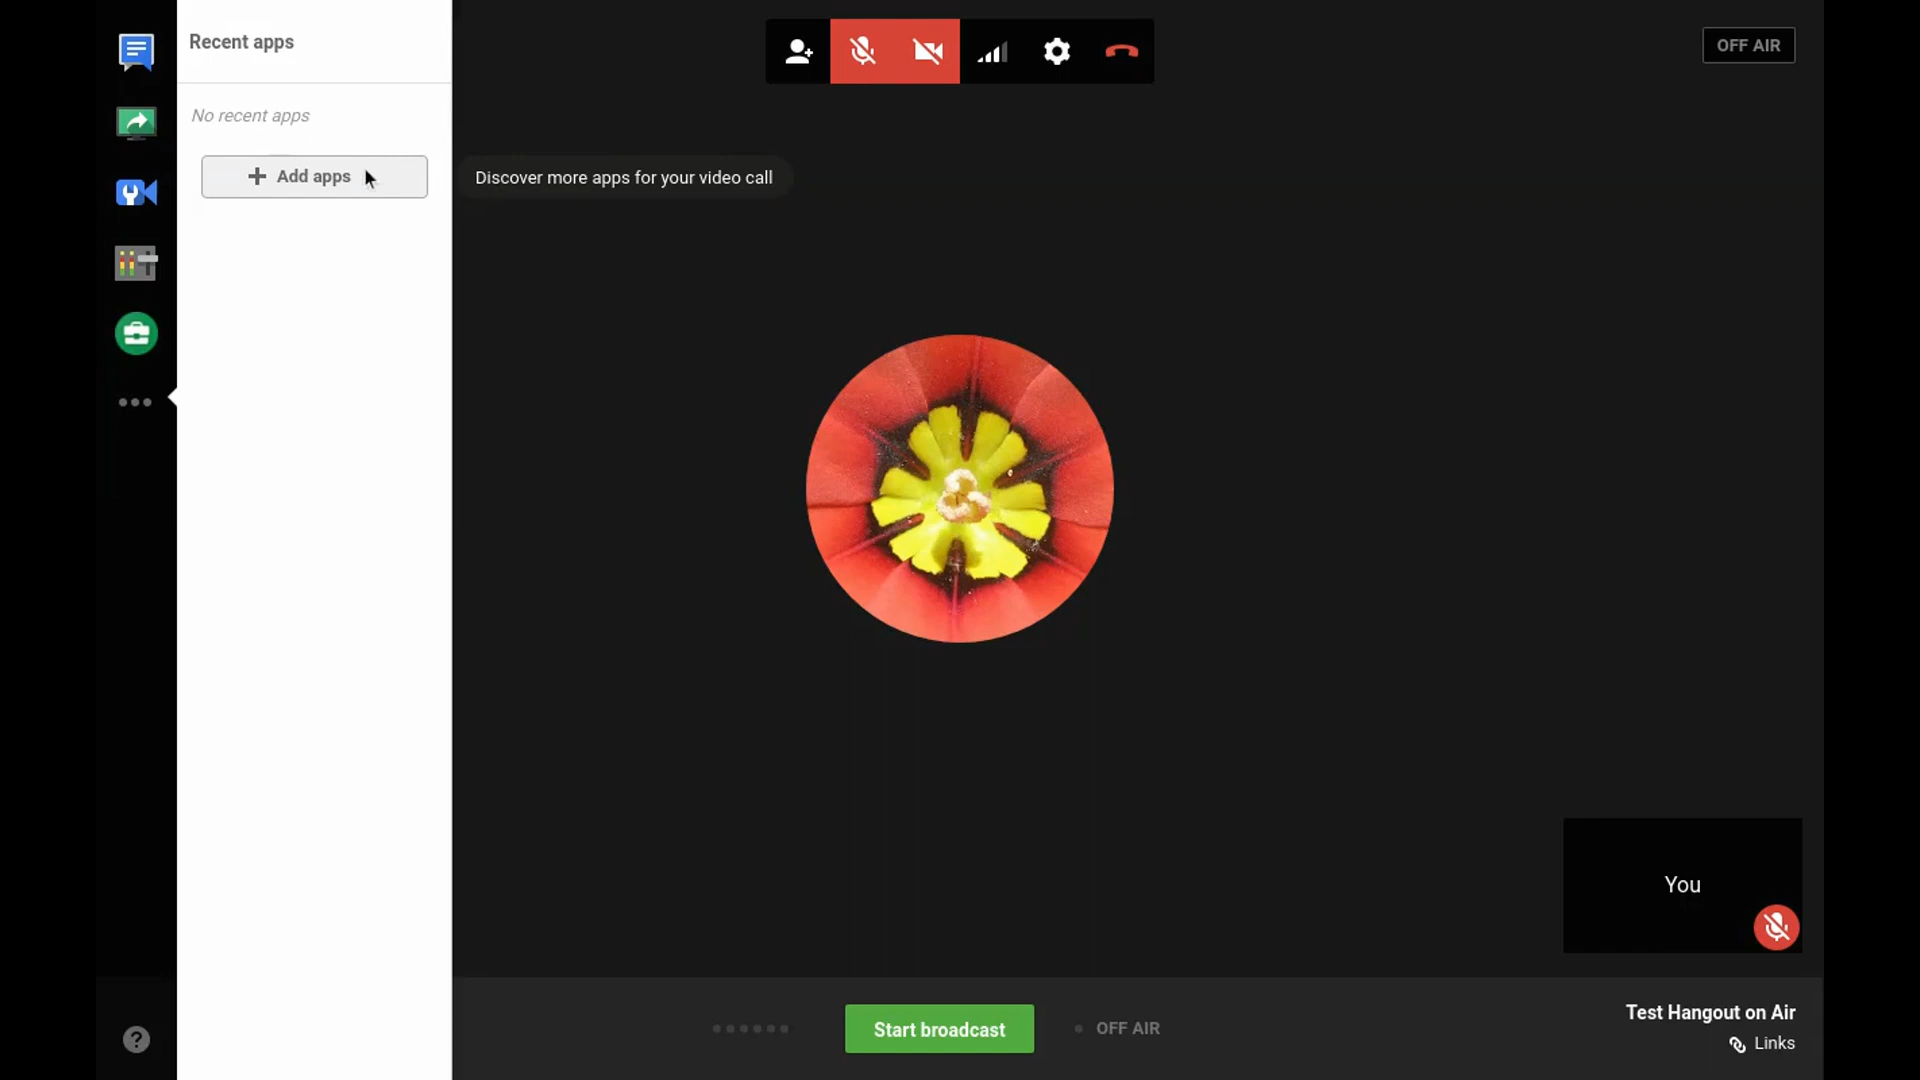 Recent apps
No recent apps
Add apps
Discover more apps for your video call
OFF AIR
You
Start broadcast
OFF AIR
Test Hangout on Air
Links